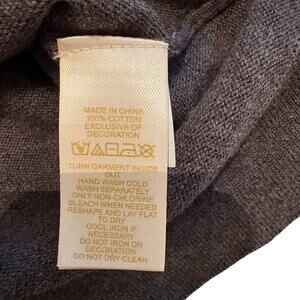 MADE IN CHINA
100% COTTON
EXCLUSIVE OF
DECORATION
TURN GARMENT INSIDE
OUT
HAND WASH COLD
WASH SEPARATELY
ONLY NON-CHLORINE
BLEACH WHEN NEEDED
RESHAPE AND LAY FLAT
TO DRY
COOL IRON IF
NECESSARY
DO NOT IRON ON
DECORATION
DO NOT DRY CLEAN